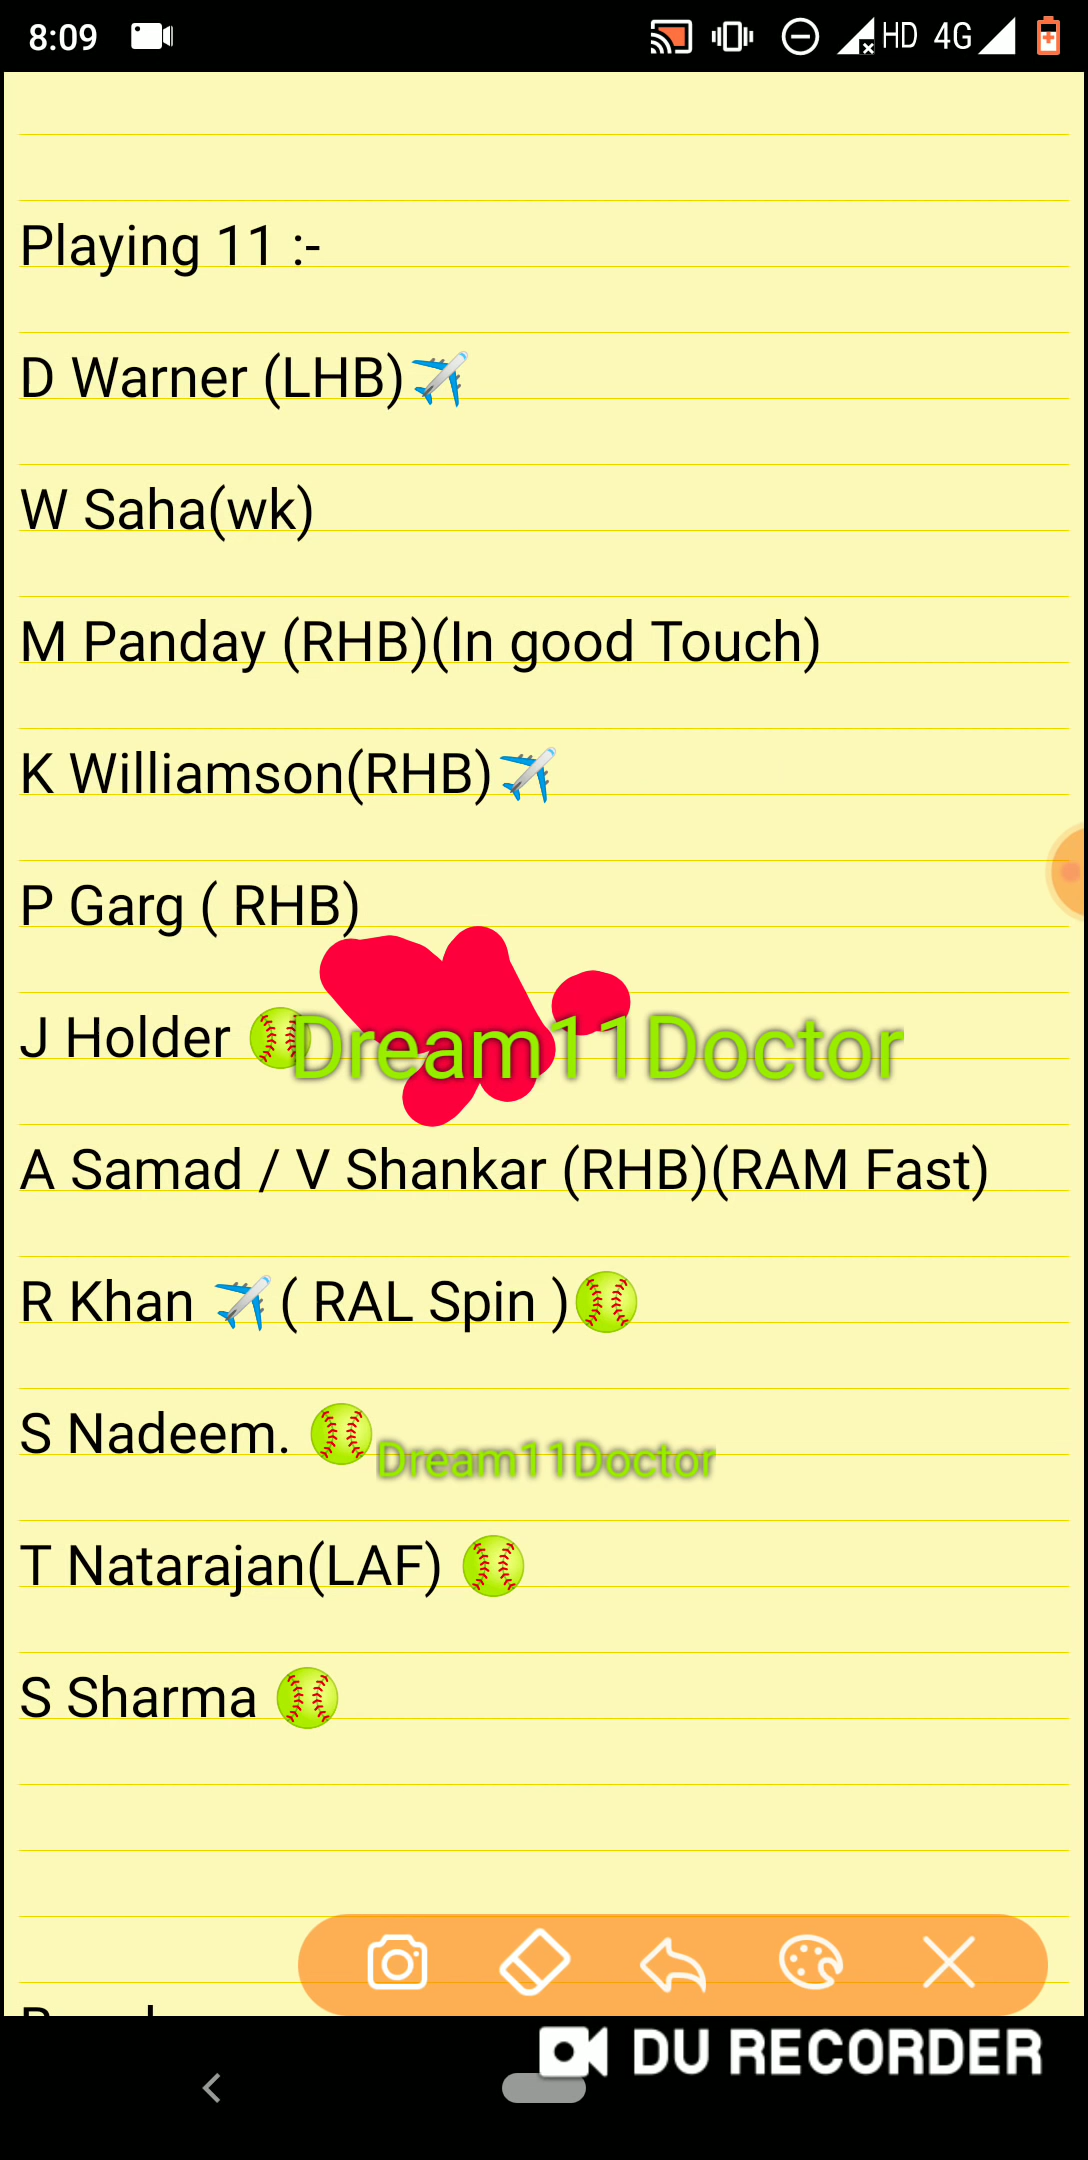 8:09 HD 4G
Playing 11 :-
D Warner (LHB)✈️
W Saha(wk)
M Panday (RHB)(In good Touch)
K Williamson(RHB)✈️
P Garg ( RHB)
J Holder 🥎
Dream11Doctor
A Samad / V Shankar (RHB)(RAM Fast)
R Khan ✈️( RAL Spin )🥎
S Nadeem. 🥎
Dream11Doctor
T Natarajan(LAF) 🥎
S Sharma 🥎
DU RECORDER